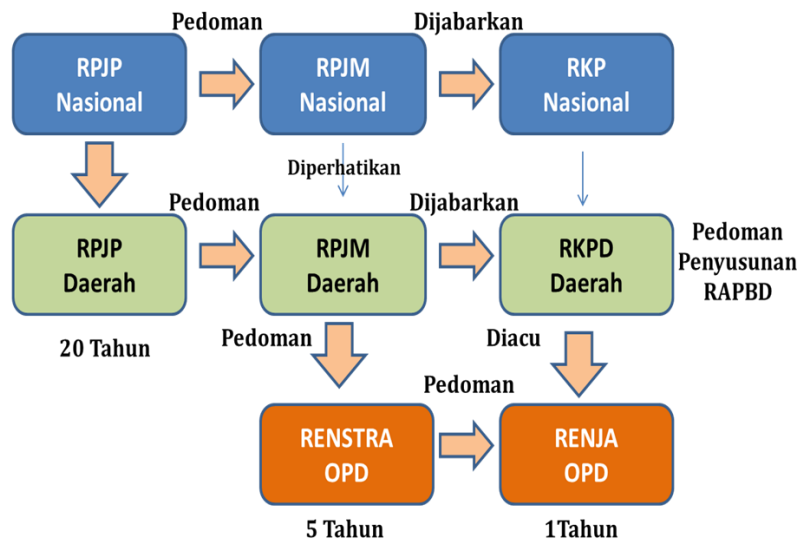 Pedoman
Dijabarkan
RPJP
Nasional
RPJM
Nasional
RKP
Nasional
Diperhatikan
Pedoman
Dijabarkan
RPJP
Daerah
RPJM
Daerah
RKPD
Daerah
Pedoman
Penyusunan
RAPBD
20 Tahun
Pedoman
Diacu
Pedoman
RENSTRA
OPD
RENJA
OPD
5 Tahun
1Tahun